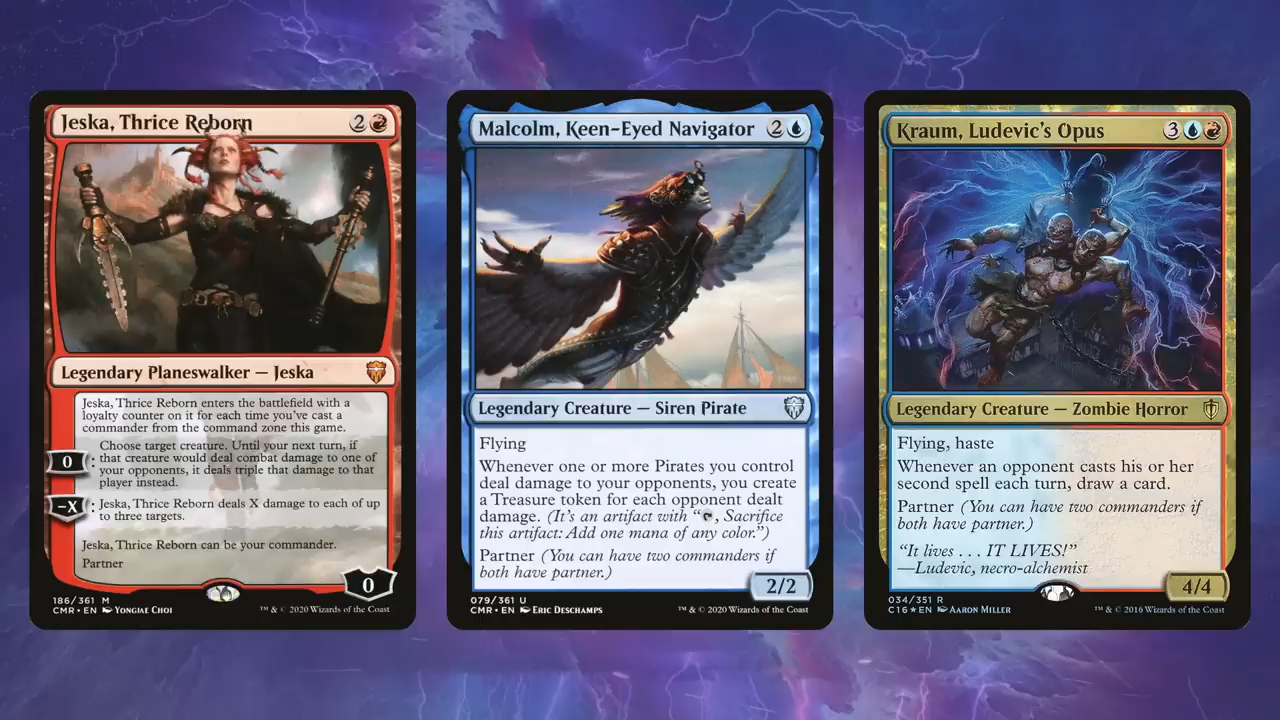 Jeska, Thrice Reborn
2
Legendary Planeswalker — Jeska
Jeska, Thrice Reborn enters the battlefield with a
loyalty counter on it for each time you've cast a
commander from the command zone this game.
0 : Choose target creature. Until your next turn, if
that creature would deal combat damage to one of
your opponents, it deals triple that damage to that
player instead.
-X : Jeska, Thrice Reborn deals X damage to each of up
to three targets.
Jeska, Thrice Reborn can be your commander.
Partner
0
186/361 M
CMR • EN Yongjae Choi
™ & © 2020 Wizards of the Coast
Malcolm, Keen-Eyed Navigator
2
Legendary Creature — Siren Pirate
Flying
Whenever one or more Pirates you control
deal damage to your opponents, you create
a Treasure token for each opponent dealt
damage. (It's an artifact with “, Sacrifice
this artifact: Add one mana of any color.”)
Partner (You can have two commanders if
both have partner.)
2/2
079/361 U
CMR • EN Eric Deschamps
™ & © 2020 Wizards of the Coast
Kraum, Ludevic's Opus
3
Legendary Creature — Zombie Horror
Flying, haste
Whenever an opponent casts his or her
second spell each turn, draw a card.
Partner (You can have two commanders if
both have partner.)
“It lives . . . IT LIVES!”
—Ludevic, necro-alchemist
4/4
034/351 R
C16 ★ EN Aaron Miller
™ & © 2016 Wizards of the Coast